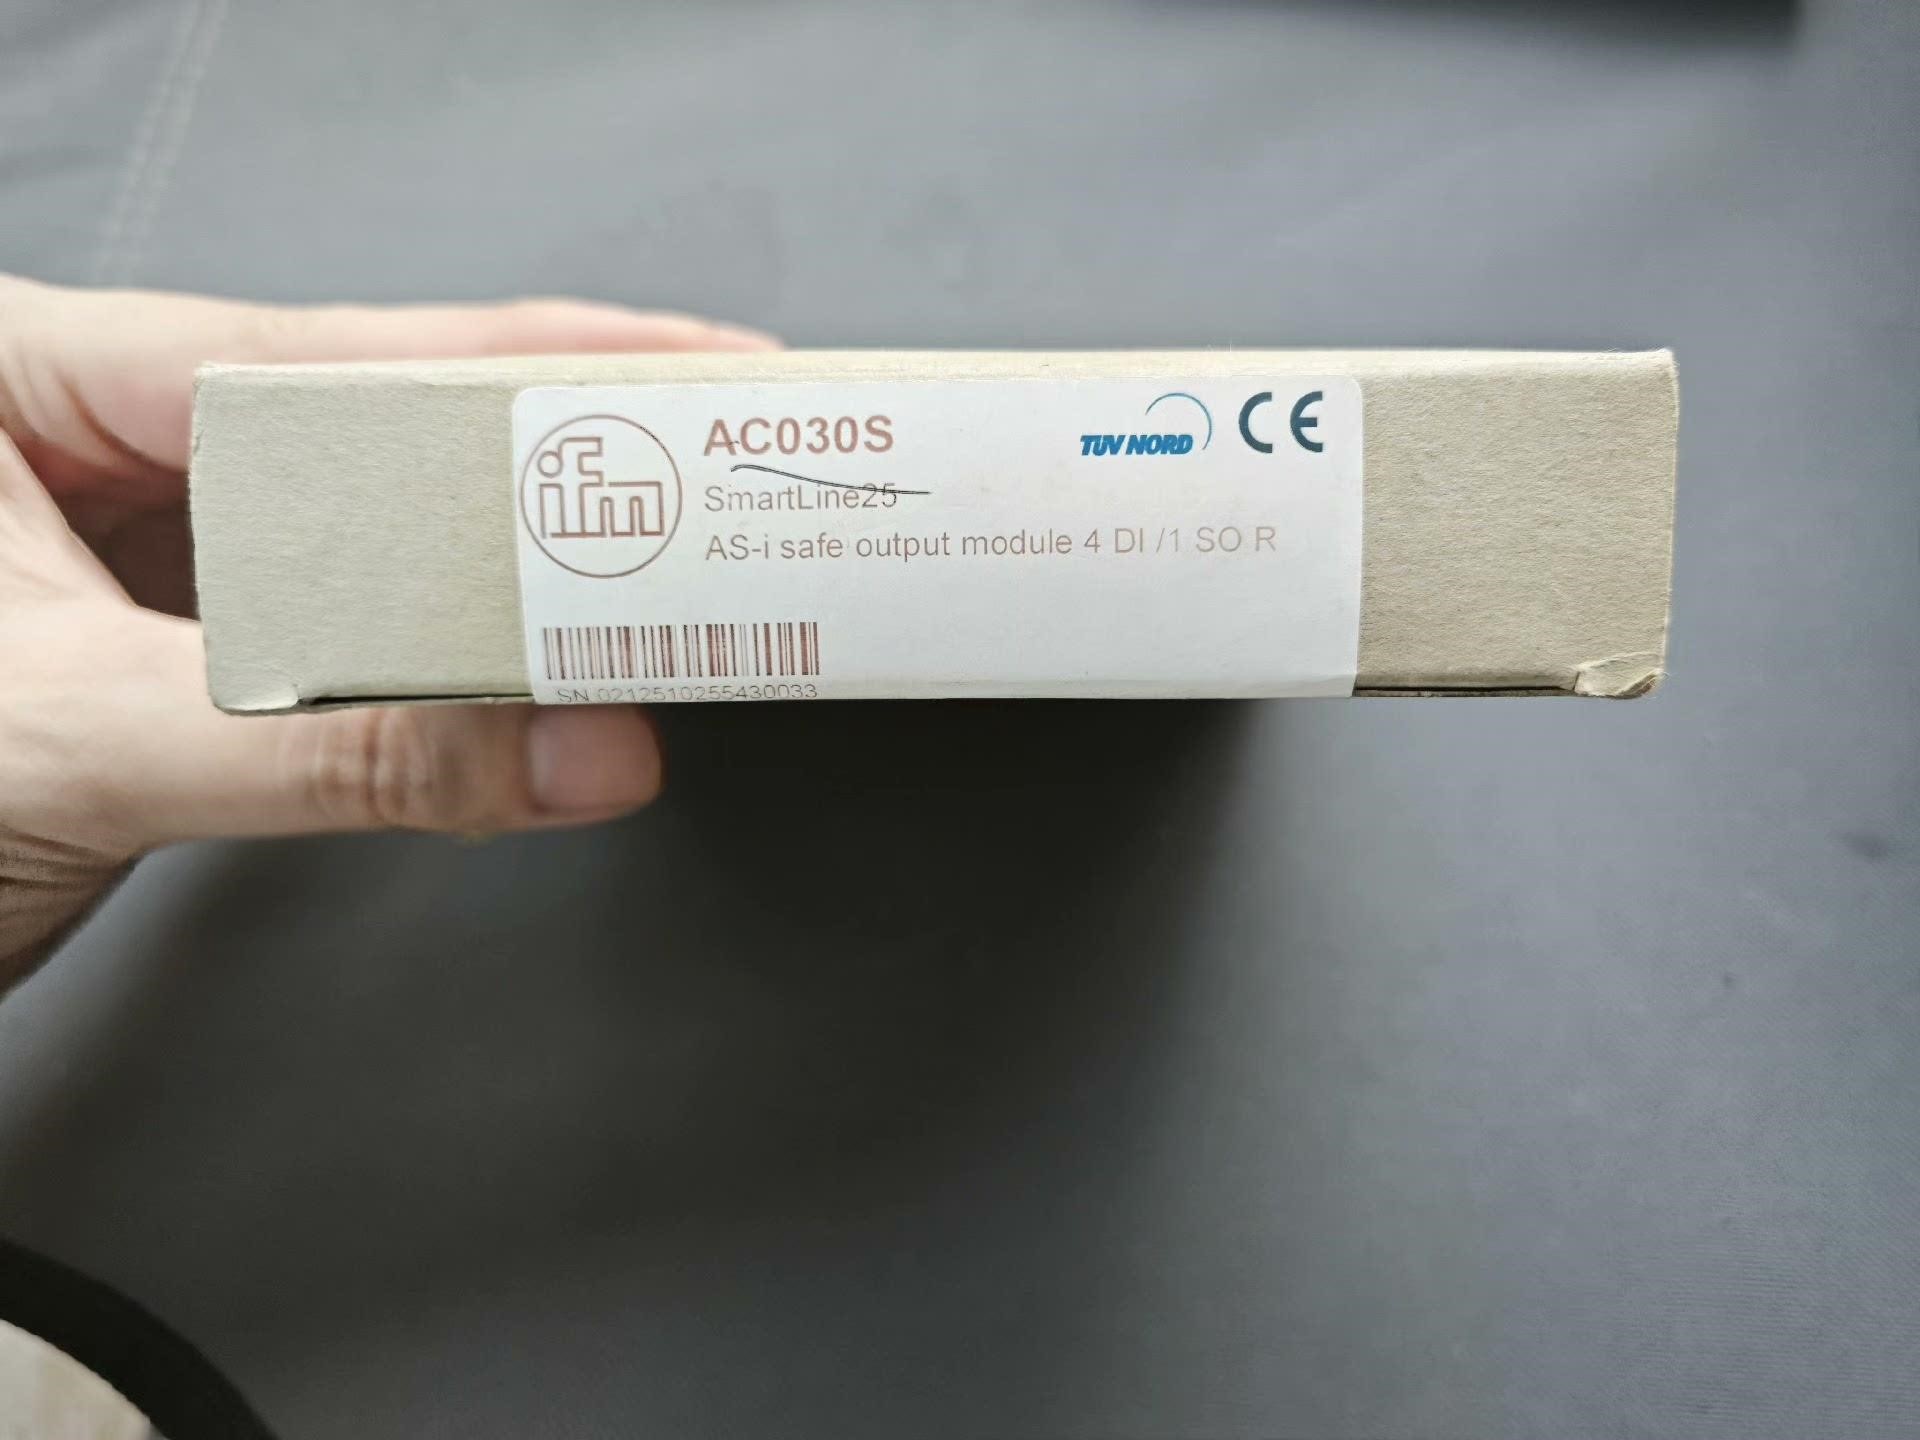 ifm
AC030S
TUV NORD
CE
SmartLine25
AS-i safe output module 4 DI /1 SO R
SN 0212510255430033